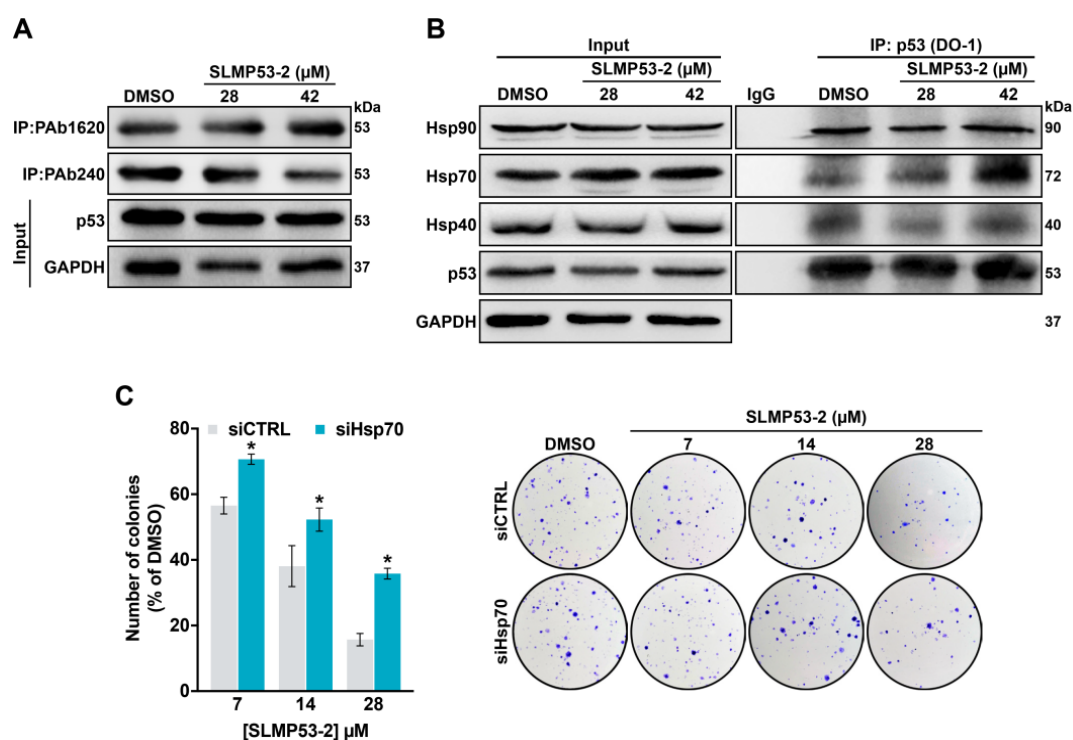 A
SLMP53-2 (μM)
DMSO 28 42 kDa
IP:PAb1620 53
IP:PAb240 53
Input
p53 53
GAPDH 37
B
Input IP: p53 (DO-1)
SLMP53-2 (μM) SLMP53-2 (μM)
DMSO 28 42 IgG DMSO 28 42 kDa
Hsp90 90
Hsp70 72
Hsp40 40
p53 53
GAPDH 37
C
siCTRL siHsp70
Number of colonies
(% of DMSO)
80
60
40
20
0
* * *
7 14 28
[SLMP53-2] μM
SLMP53-2 (μM)
DMSO 7 14 28
siCTRL
siHsp70